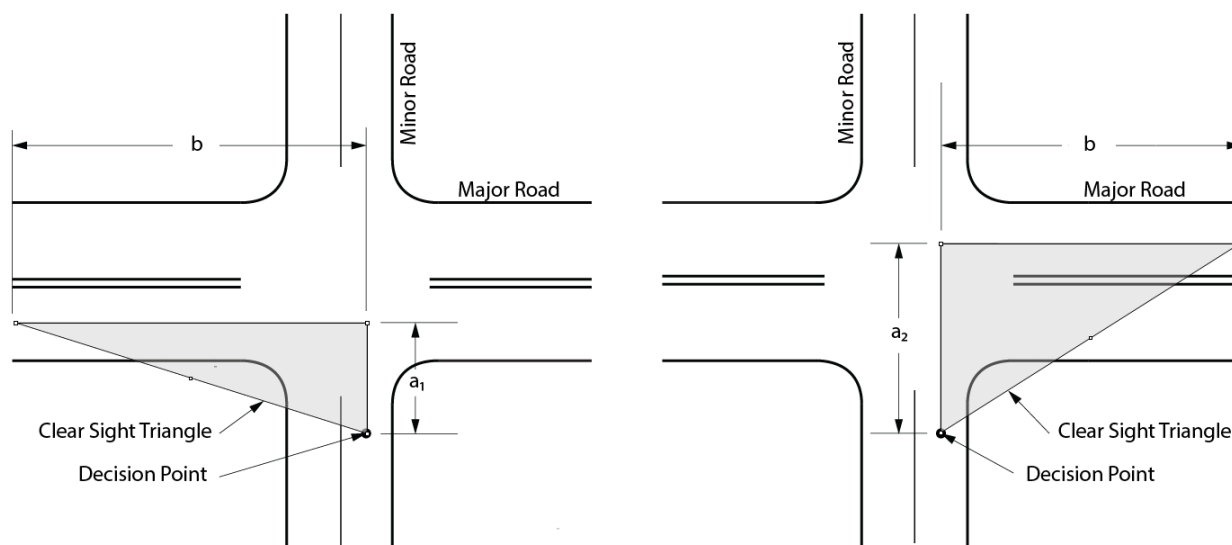 Minor Road
b
Major Road
a₁
Clear Sight Triangle
Decision Point
Minor Road
b
Major Road
a₂
Clear Sight Triangle
Decision Point